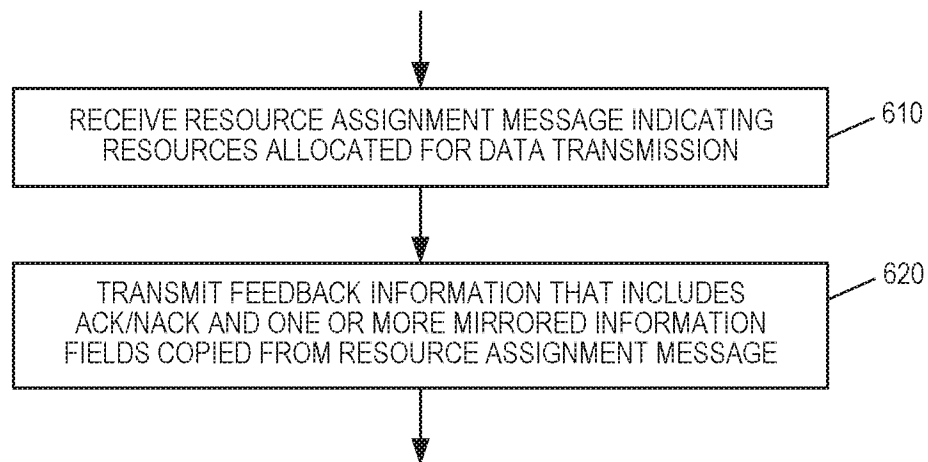 RECEIVE RESOURCE ASSIGNMENT MESSAGE INDICATING
RESOURCES ALLOCATED FOR DATA TRANSMISSION
610
TRANSMIT FEEDBACK INFORMATION THAT INCLUDES
ACK/NACK AND ONE OR MORE MIRRORED INFORMATION
FIELDS COPIED FROM RESOURCE ASSIGNMENT MESSAGE
620